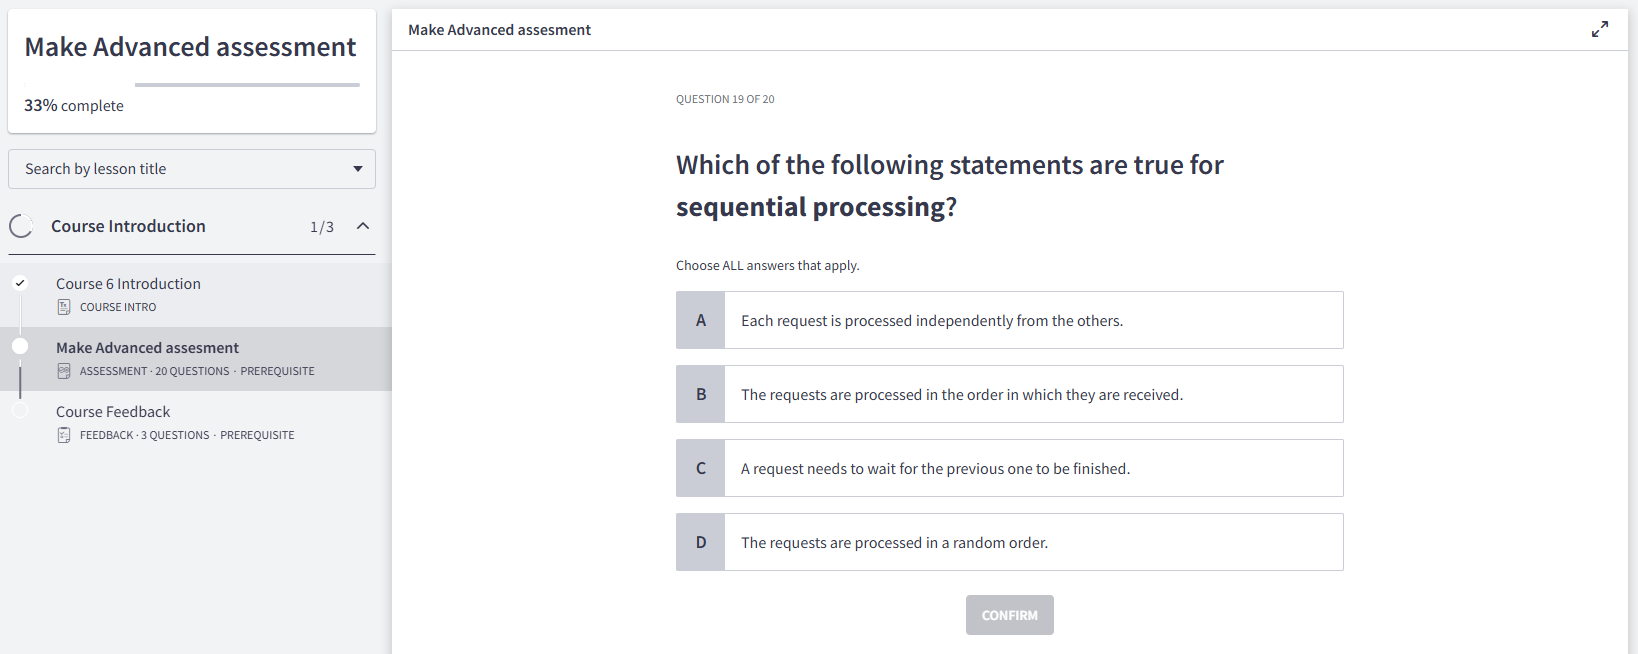 Make Advanced assessment
33% complete
Search by lesson title
Course Introduction 1/3
Course 6 Introduction
COURSE INTRO
Make Advanced assesment
ASSESSMENT · 20 QUESTIONS · PREREQUISITE
Course Feedback
FEEDBACK · 3 QUESTIONS · PREREQUISITE
Make Advanced assesment
QUESTION 19 OF 20
Which of the following statements are true for
sequential processing?
Choose ALL answers that apply.
A Each request is processed independently from the others.
B The requests are processed in the order in which they are received.
C A request needs to wait for the previous one to be finished.
D The requests are processed in a random order.
CONFIRM